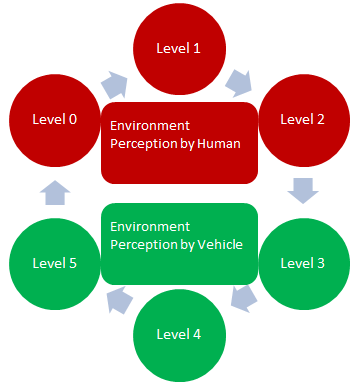 Level 1
Level 0
Level 2
Environment
Perception by Human
Environment
Perception by Vehicle
Level 5
Level 3
Level 4